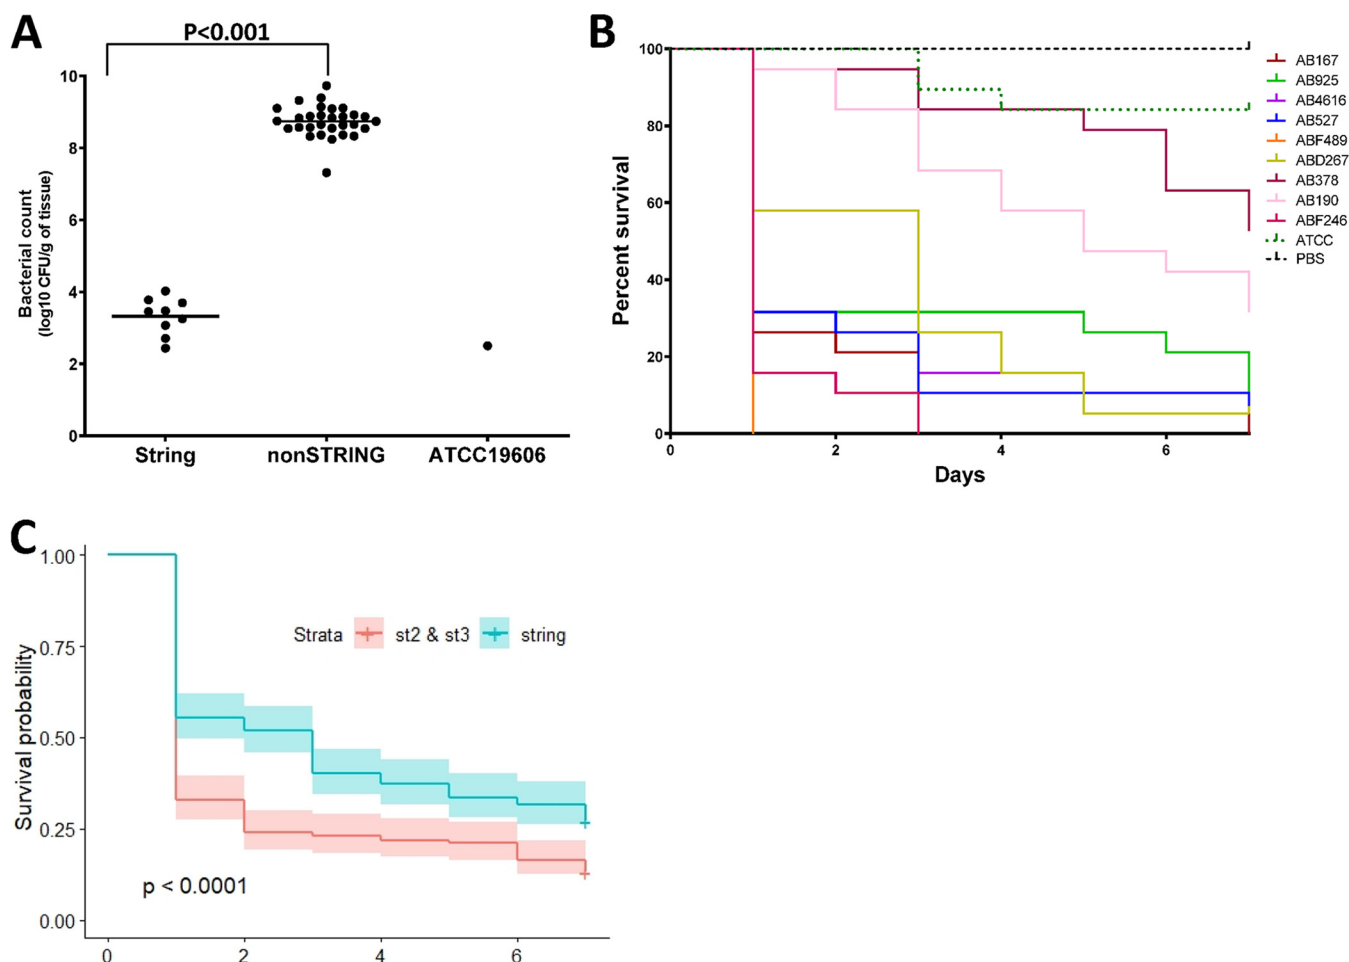 A
P<0.001
Bacterial count
(log10 CFU/g of tissue)
10
8
6
4
2
0
String
nonSTRING
ATCC19606
B
Percent survival
100
80
60
40
20
0
0
2
4
6
Days
AB167
AB925
AB4616
AB527
ABF489
ABD267
AB378
AB190
ABF246
ATCC
PBS
C
Survival probability
1.00
0.75
0.50
0.25
0.00
Strata
st2 & st3
string
p < 0.0001
0
2
4
6